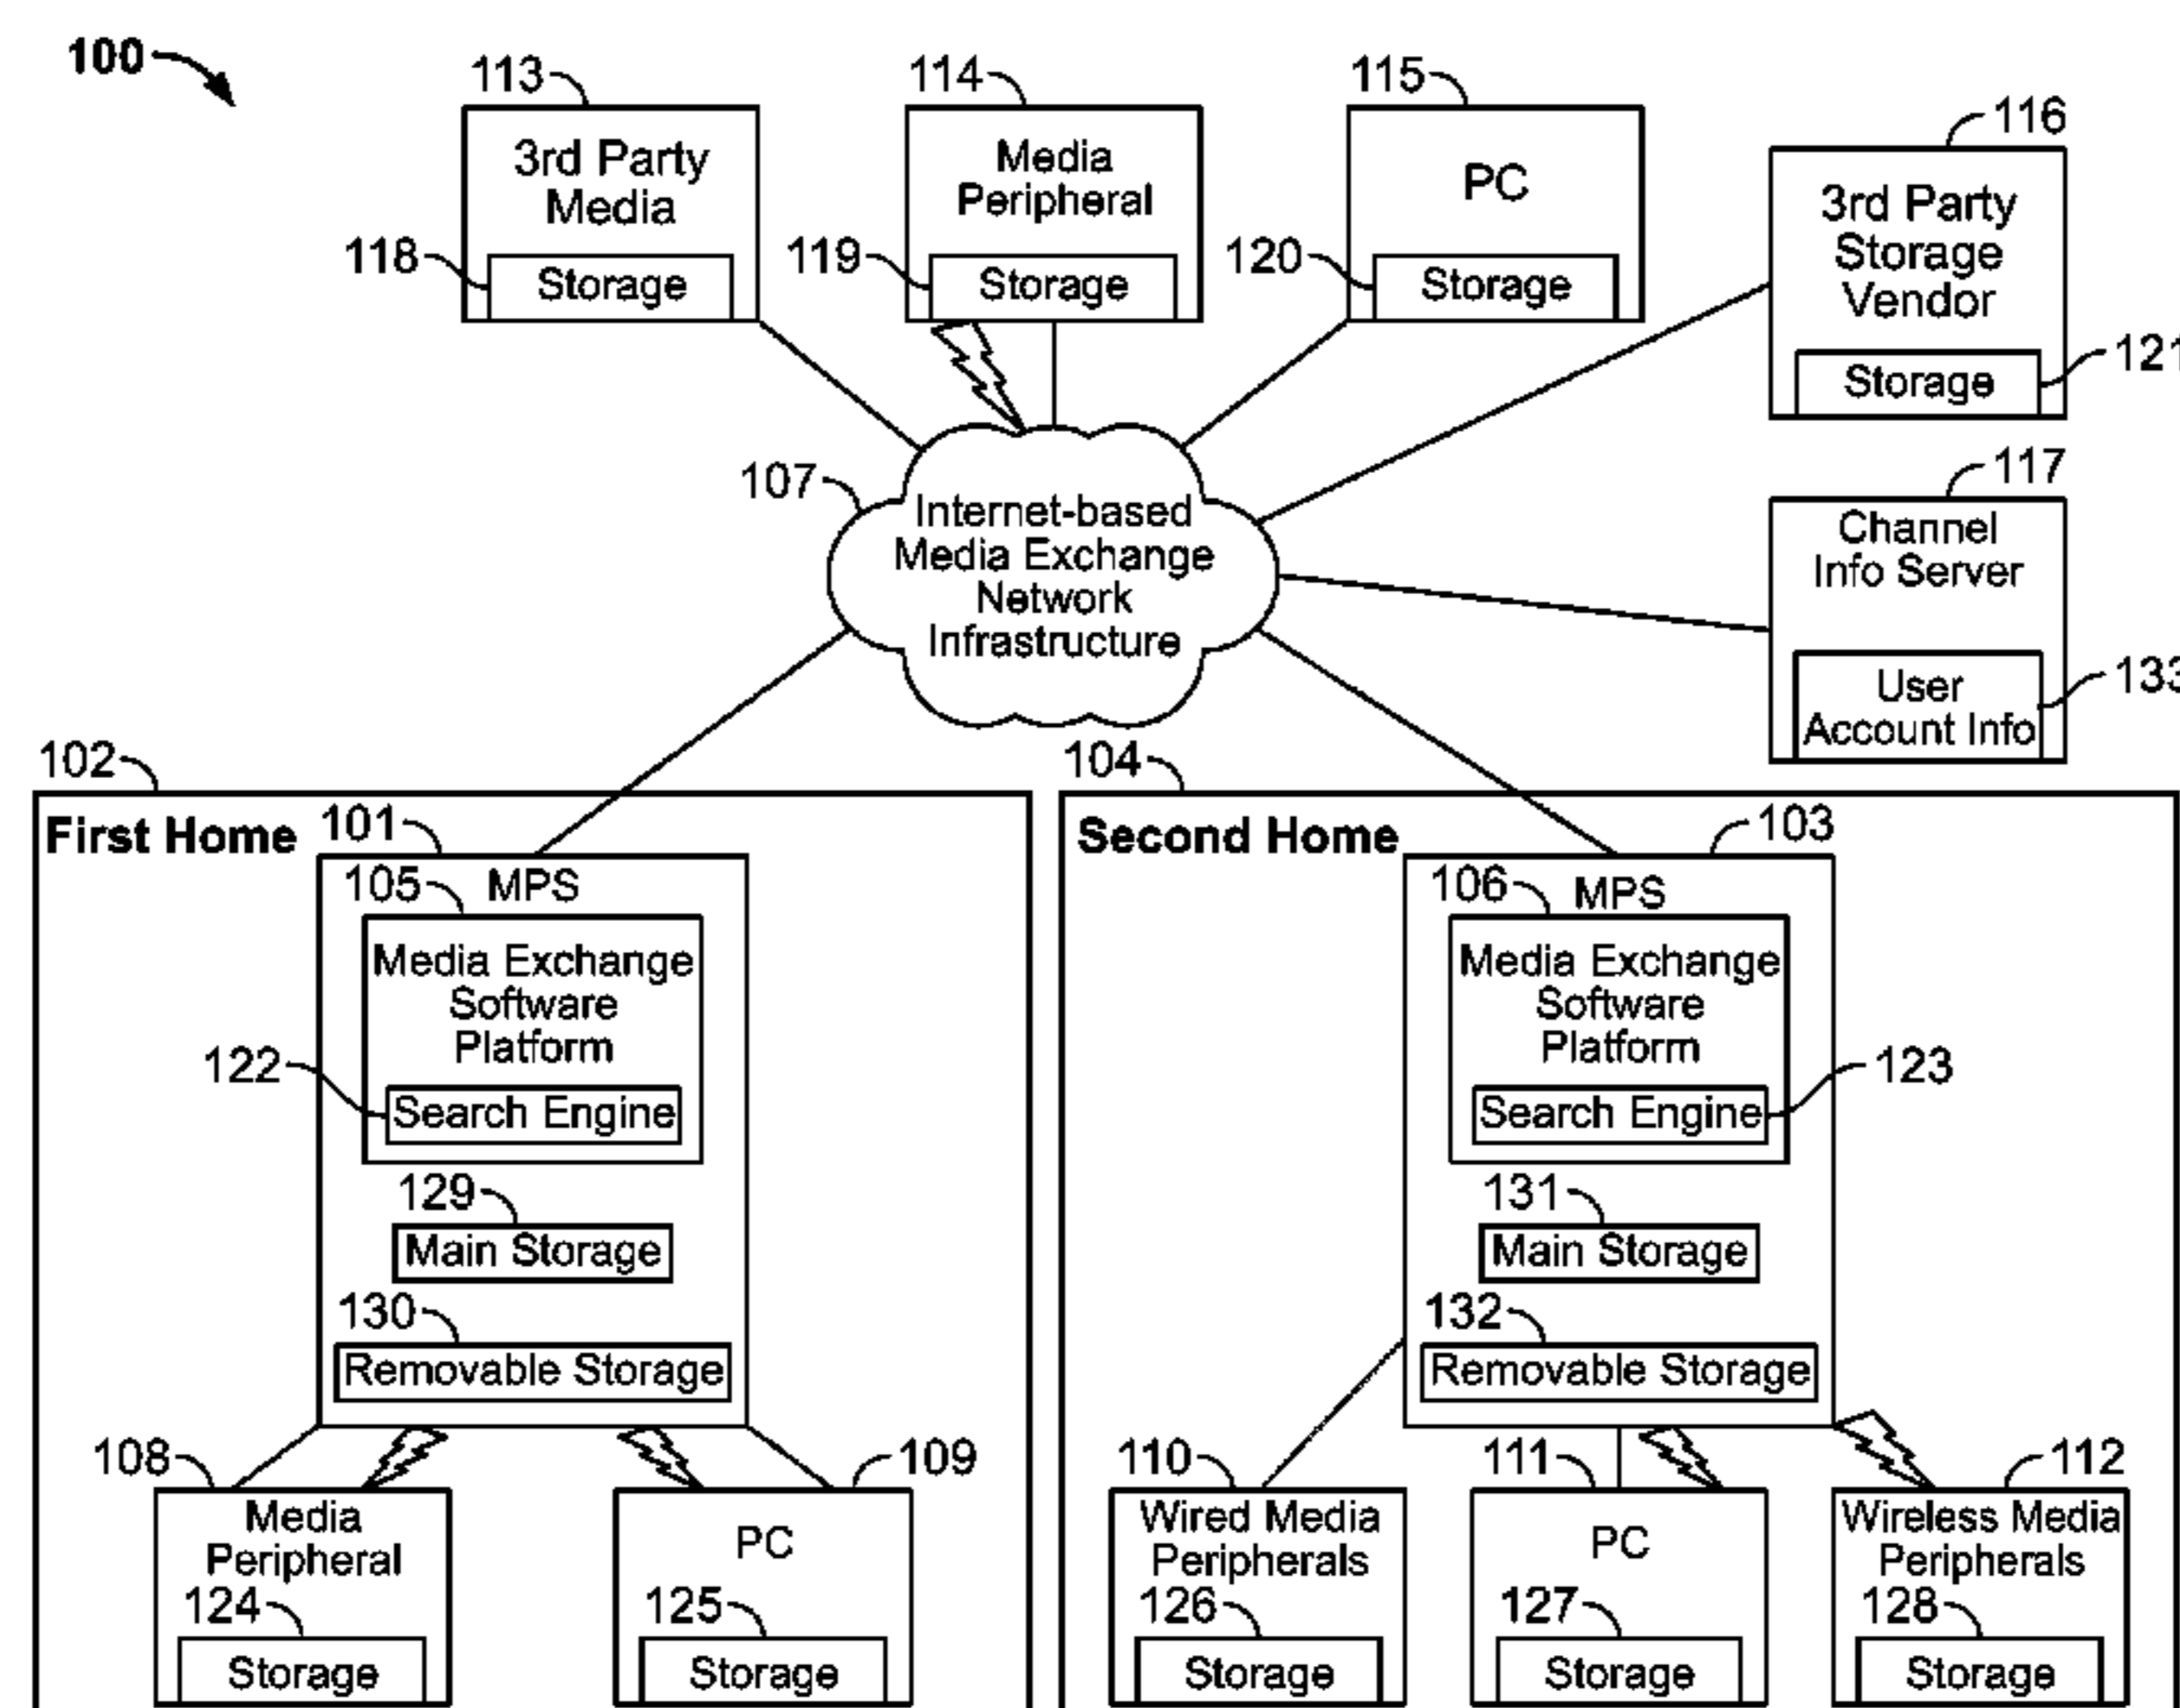 100
113
114
115
116
3rd Party
Media
118
Storage
Media
Peripheral
119
Storage
PC
120
Storage
3rd Party
Storage
Vendor
Storage
121
107
Internet-based
Media Exchange
Network
Infrastructure
117
Channel
Info Server
User
Account Info
133
102
First Home
101
105
MPS
Media Exchange
Software
Platform
122
Search Engine
129
Main Storage
130
Removable Storage
108
Media
Peripheral
124
Storage
109
PC
125
Storage
104
Second Home
103
106
MPS
Media Exchange
Software
Platform
123
Search Engine
131
Main Storage
132
Removable Storage
110
Wired Media
Peripherals
126
Storage
111
PC
127
Storage
112
Wireless Media
Peripherals
128
Storage